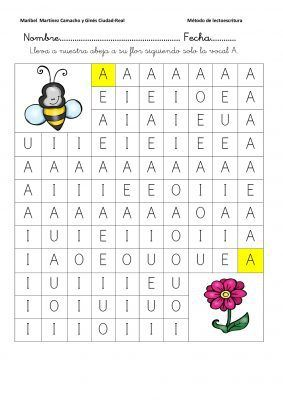 Maribel Martinez Camacho y Ginés Ciudad-Real Método de lectoescritura
Nombre.................................................. Fecha............
Lleva a nuestra abeja a su flor siguiendo solo la vocal A.
A A A A A A A
E I E I O E A
A I A I E U A
U I I E I E I E E A
A A A A A A A A A A
A I I I E E O I I E
A A A A A A A O A A
I U I E I I O I I A
I A O E O U O U E A
I U I I I E U
I O I U I U O
I I I O I I I